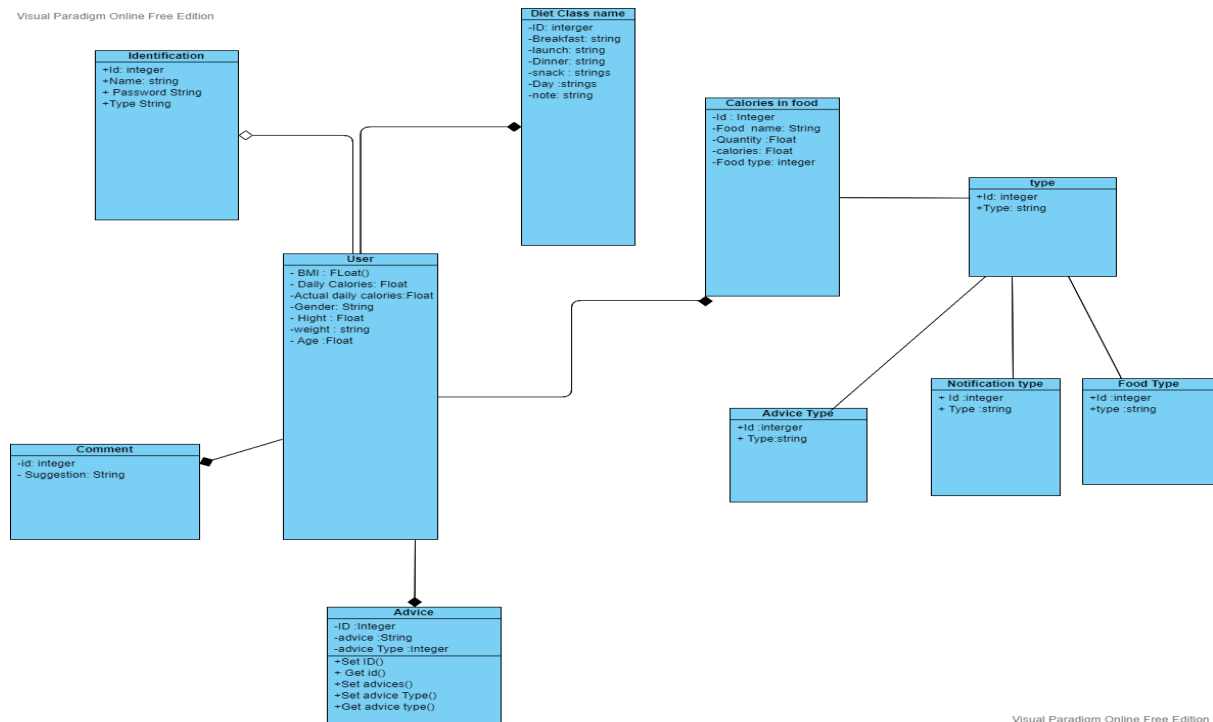 Visual Paradigm Online Free Edition
Diet Class name
-ID: interger
-Breakfast: string
-launch: string
-Dinner: string
-snack : strings
-Day :strings
-note: string
Identification
+Id: integer
+Name: string
+ Password String
+Type String
Calories in food
-Id : Integer
-Food name: String
-Quantity :Float
-calories: Float
-Food type: integer
type
+Id: integer
+Type: string
User
- BMI : FLoat()
- Daily Calories: Float
-Actual daily calories:Float
-Gender: String
- Hight : Float
-weight : string
- Age :Float
Advice Type
+Id :interger
+ Type:string
Notification type
+ Id :integer
+ Type :string
Food Type
+Id :integer
+type :string
Comment
-id: integer
- Suggestion: String
Advice
-ID :Integer
-advice :String
-advice Type :Integer
+Set ID()
+ Get id()
+Set advices()
+Set advice Type()
+Get advice type()
Visual Paradigm Online Free Edition